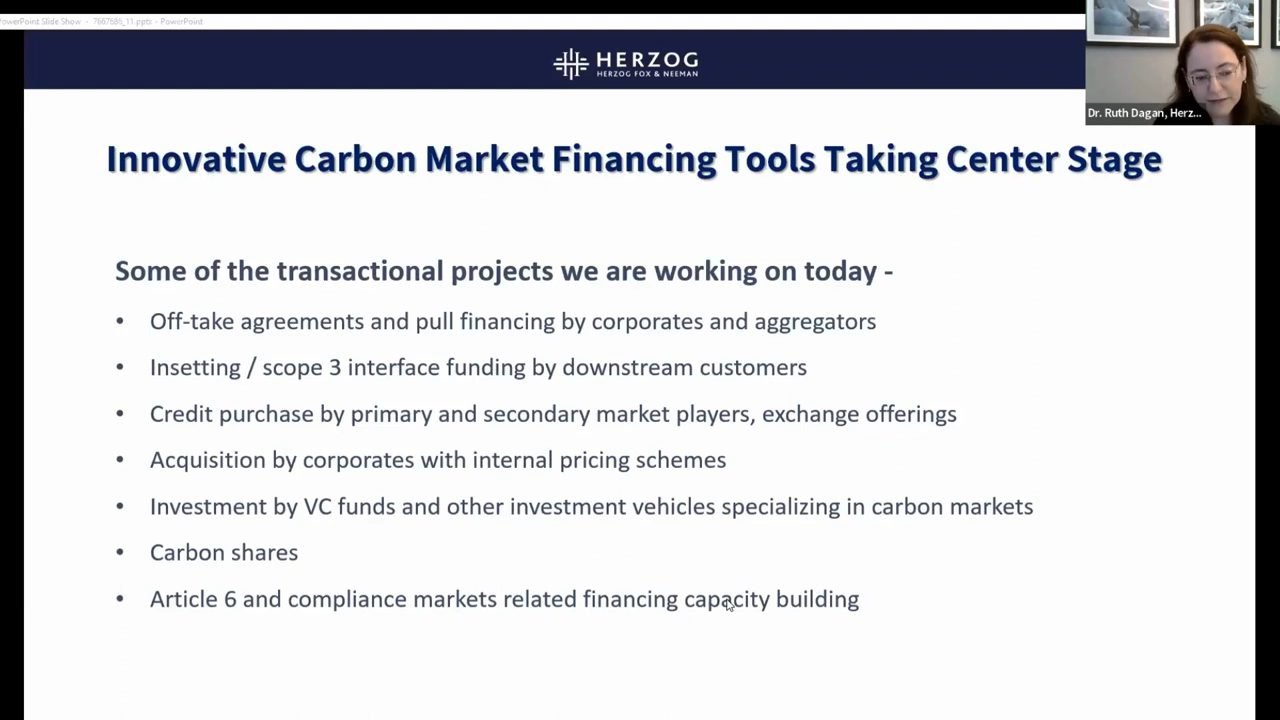 PowerPoint Slide Show - 7667686_11.pptx - PowerPoint
HERZOG
HERZOG FOX & NEEMAN
Dr. Ruth Dagan, Herz...
Innovative Carbon Market Financing Tools Taking Center Stage
Some of the transactional projects we are working on today -
• Off-take agreements and pull financing by corporates and aggregators
• Insetting / scope 3 interface funding by downstream customers
• Credit purchase by primary and secondary market players, exchange offerings
• Acquisition by corporates with internal pricing schemes
• Investment by VC funds and other investment vehicles specializing in carbon markets
• Carbon shares
• Article 6 and compliance markets related financing capacity building